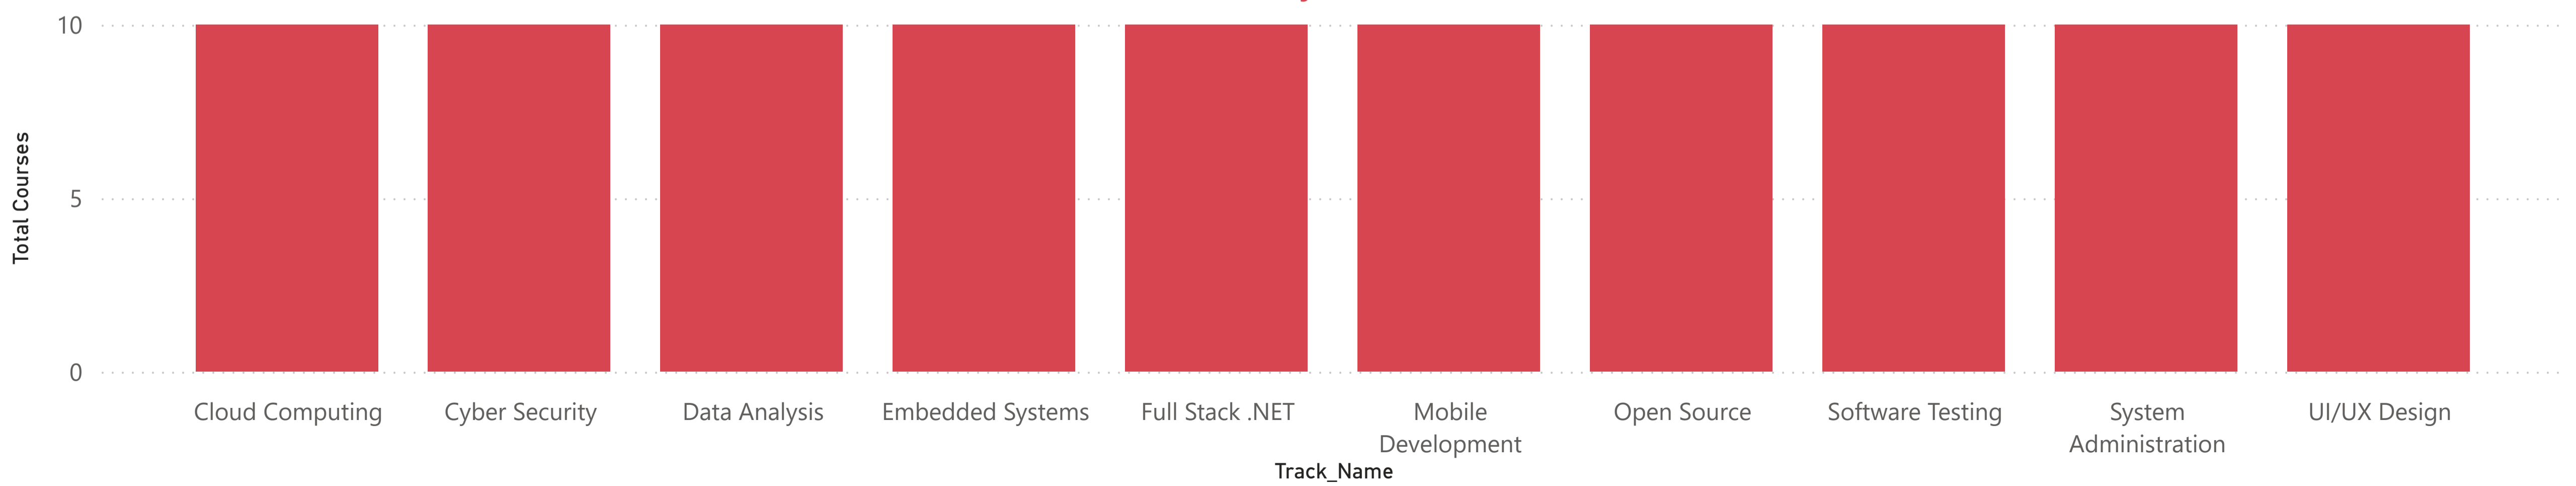 10
5
0
Total Courses
Cloud Computing
Cyber Security
Data Analysis
Embedded Systems
Full Stack .NET
Mobile
Development
Open Source
Software Testing
System
Administration
UI/UX Design
Track_Name